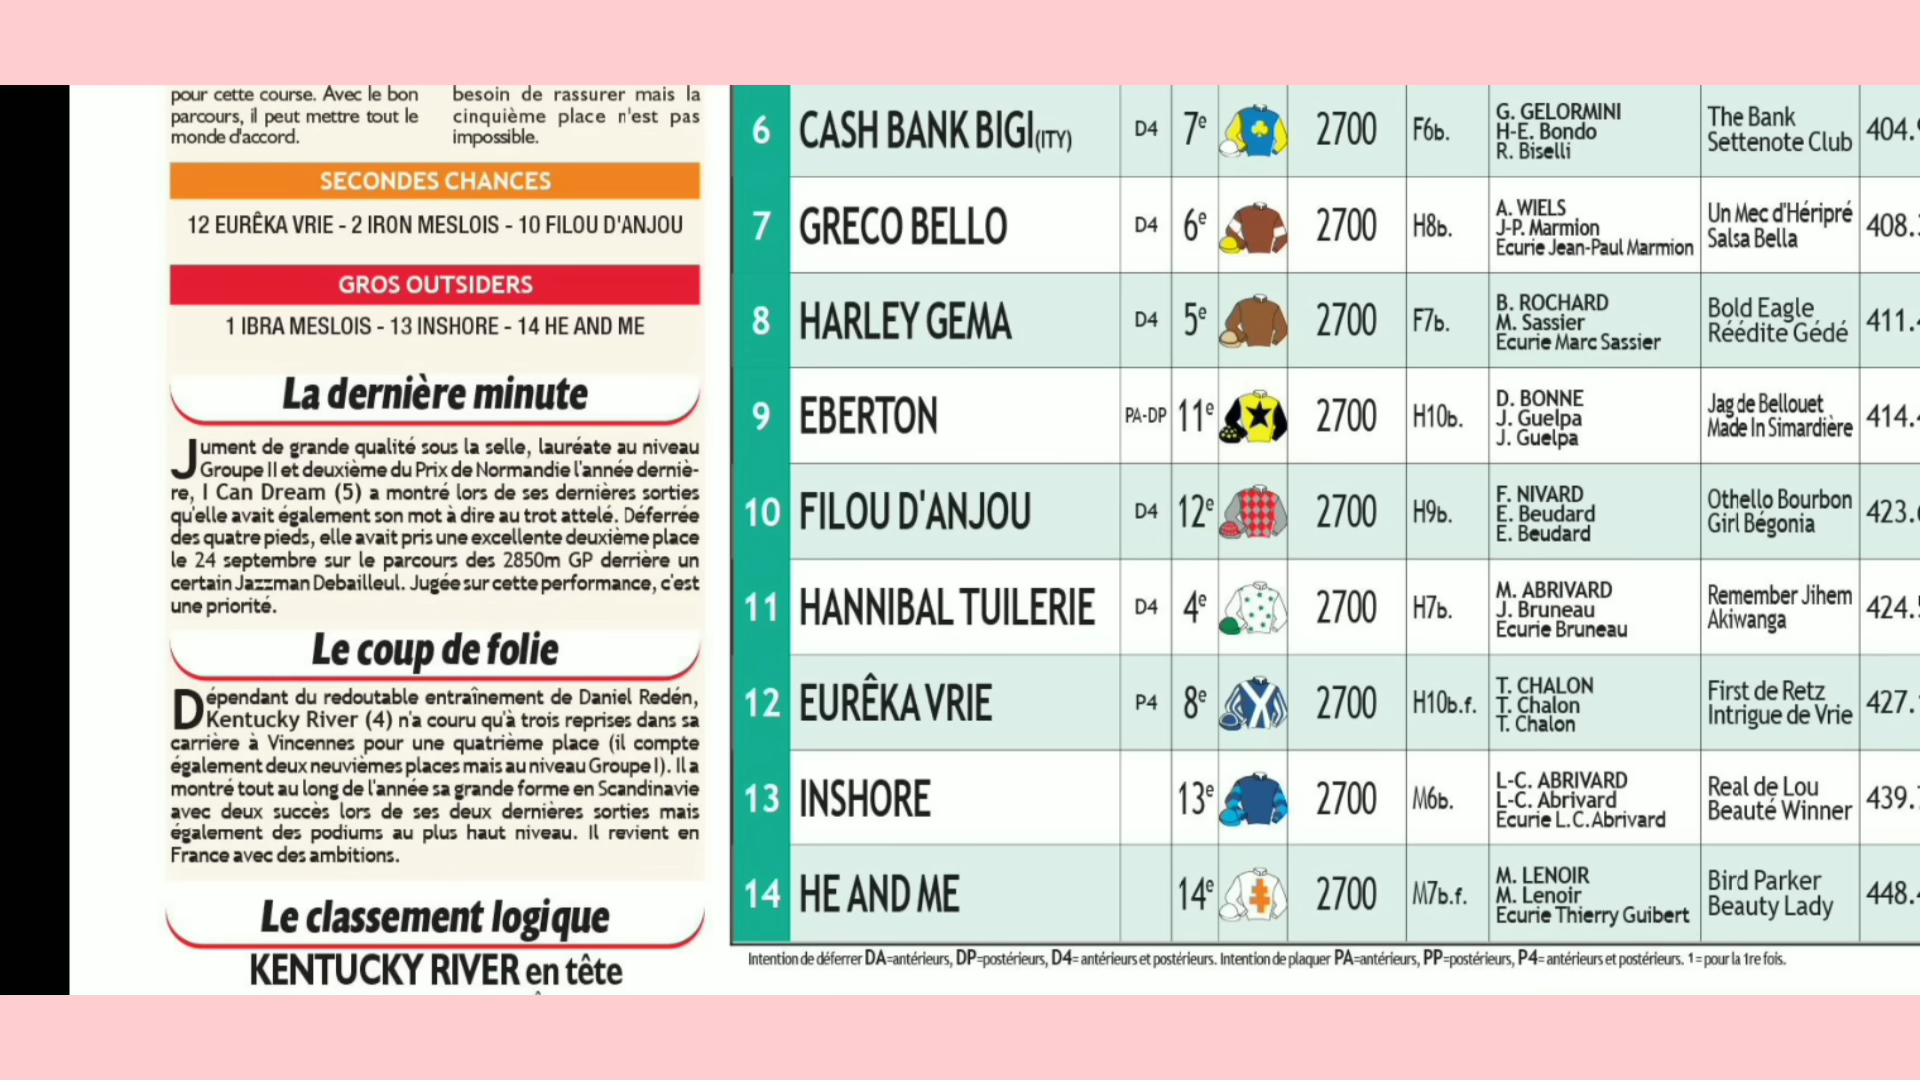 pour cette course. Avec le bon
parcours, il peut mettre tout le
monde d'accord.
besoin de rassurer mais la
cinquième place n'est pas
impossible.
SECONDES CHANCES
12 EURÊKA VRIE - 2 IRON MESLOIS - 10 FILOU D'ANJOU
GROS OUTSIDERS
1 IBRA MESLOIS - 13 INSHORE - 14 HE AND ME
La dernière minute
Jument de grande qualité sous la selle, lauréate au niveau
Groupe II et deuxième du Prix de Normandie l'année derniè-
re, I Can Dream (5) a montré lors de ses dernières sorties
qu'elle avait également son mot à dire au trot attelé. Déferrée
des quatre pieds, elle avait pris une excellente deuxième place
le 24 septembre sur le parcours des 2850m GP derrière un
certain Jazzman Debailleul. Jugée sur cette performance, c'est
une priorité.
Le coup de folie
Dépendant du redoutable entraînement de Daniel Redén,
Kentucky River (4) n'a couru qu'à trois reprises dans sa
carrière à Vincennes pour une quatrième place (il compte
également deux neuvièmes places mais au niveau Groupe I). Il a
montré tout au long de l'année sa grande forme en Scandinavie
avec deux succès lors de ses deux dernières sorties mais
également des podiums au plus haut niveau. Il revient en
France avec des ambitions.
Le classement logique
KENTUCKY RIVER en tête
6 CASH BANK BIGI (ITY) D4 7e 2700 F6b. G. GELORMINI H-E. Bondo R. Biselli The Bank Settenote Club 404.
7 GRECO BELLO D4 6e 2700 H8b. A. WIELS J-P. Marmion Ecurie Jean-Paul Marmion Un Mec d'Héripré Salsa Bella 408.
8 HARLEY GEMA D4 5e 2700 F7b. B. ROCHARD M. Sassier Ecurie Marc Sassier Bold Eagle Réédite Gédé 411.
9 EBERTON PA-DP 11e 2700 H10b. D. BONNE J. Guelpa J. Guelpa Jag de Bellouet Made In Simardière 414.
10 FILOU D'ANJOU D4 12e 2700 H9b. F. NIVARD E. Beudard E. Beudard Othello Bourbon Girl Bégonia 423.
11 HANNIBAL TUILERIE D4 4e 2700 H7b. M. ABRIVARD J. Bruneau Ecurie Bruneau Remember Jihem Akiwanga 424.
12 EURÊKA VRIE P4 8e 2700 H10b.f. T. CHALON T. Chalon T. Chalon First de Retz Intrigue de Vrie 427.
13 INSHORE 13e 2700 M6b. L-C. ABRIVARD L-C. Abrivard Ecurie L.C.Abrivard Real de Lou Beauté Winner 439.
14 HE AND ME 14e 2700 M7b.f. M. LENOIR M. Lenoir Ecurie Thierry Guibert Bird Parker Beauty Lady 448.
Intention de déferrer DA=antérieurs, DP=postérieurs, D4= antérieurs et postérieurs. Intention de plaquer PA=antérieurs, PP=postérieurs, P4= antérieurs et postérieurs. 1 = pour la 1re fois.